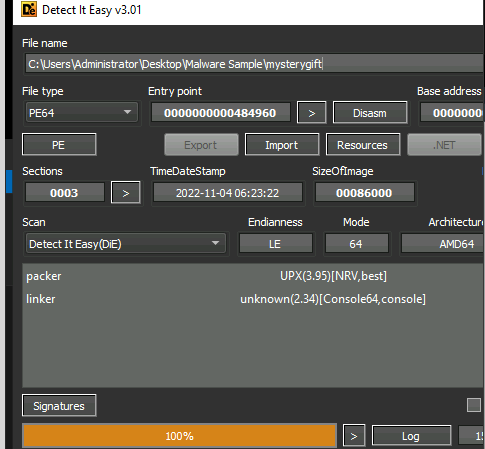 Detect It Easy v3.01
File name
C:\Users\Administrator\Desktop\Malware Sample\mysterygift
File type Entry point Base address
PE64 0000000000484960 > Disasm 0000000
PE Export Import Resources .NET
Sections TimeDateStamp SizeOfImage
0003 > 2022-11-04 06:23:22 00086000
Scan Endianness Mode Architecture
Detect It Easy(DiE) LE 64 AMD64
packer UPX(3.95)[NRV,best]
linker unknown(2.34)[Console64,console]
Signatures
100% > Log